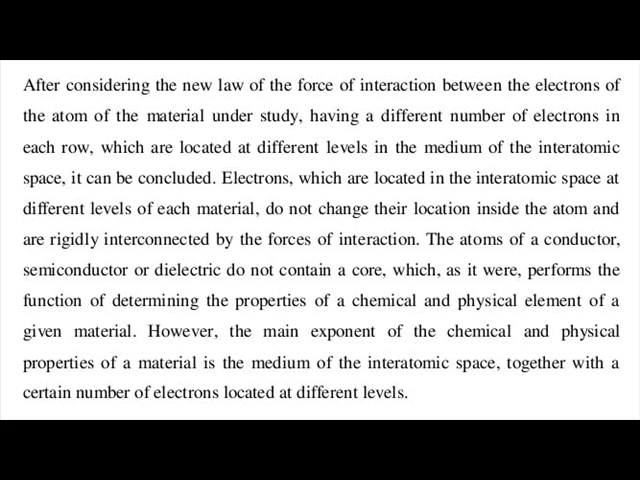 After considering the new law of the force of interaction between the electrons of
the atom of the material under study, having a different number of electrons in
each row, which are located at different levels in the medium of the interatomic
space, it can be concluded. Electrons, which are located in the interatomic space at
different levels of each material, do not change their location inside the atom and
are rigidly interconnected by the forces of interaction. The atoms of a conductor,
semiconductor or dielectric do not contain a core, which, as it were, performs the
function of determining the properties of a chemical and physical element of a
given material. However, the main exponent of the chemical and physical
properties of a material is the medium of the interatomic space, together with a
certain number of electrons located at different levels.